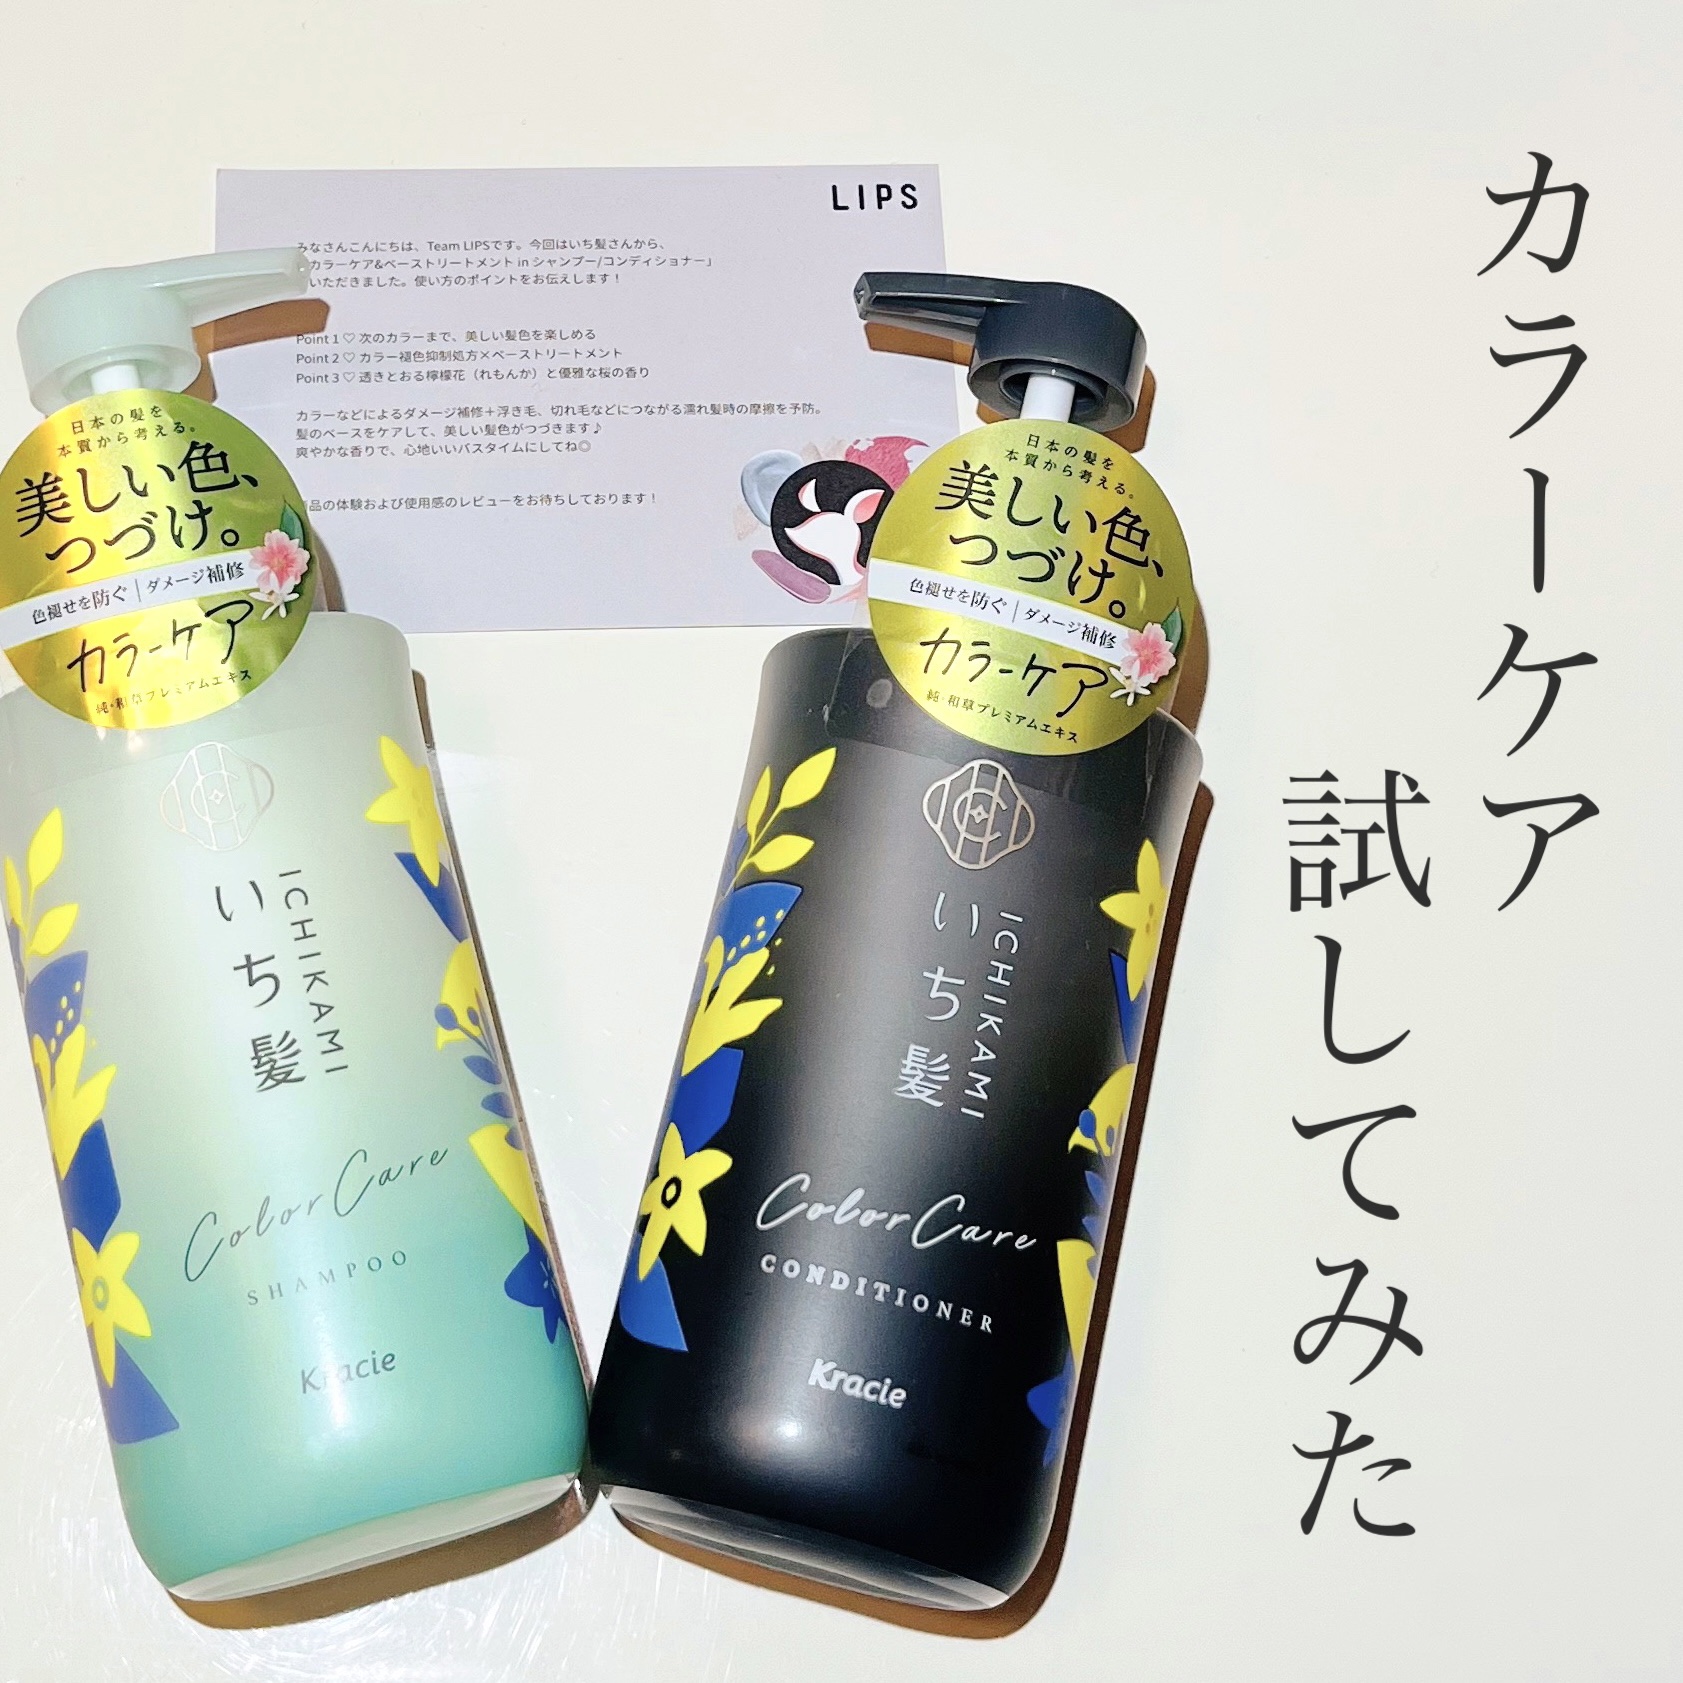 カラーケア
試してみた
LIPS
みなさんこんにちは、Team LIPSです。今回はいち髪さんから、
カラーケア&ベーストリートメント in シャンプー/コンディショナー」
いただきました。使い方のポイントをお伝えします！
Point 1 ♡ 次のカラーまで、美しい髪色を楽しめる
Point 2 ♡ カラー褪色抑制処方×ベーストリートメント
Point 3 ♡ 透きとおる檸檬花（れもんか）と優雅な桜の香り
カラーなどによるダメージ補修＋浮き毛、切れ毛などにつながる濡れ髪時の摩擦を予防。
髪のベースをケアして、美しい髪色がつづきます♪
爽やかな香りで、心地いいバスタイムにしてね◎
品の体験および使用感のレビューをお待ちしております！
日本の髪を
本質から考える。
美しい色、
つづけ。
色褪せを防ぐ｜ダメージ補修
カラーケア
純・和草プレミアムエキス
いち髪
ICHIKAMI
Color Care
SHAMPOO
Kracie
日本の髪を
本質から考える。
美しい色、
つづけ。
色褪せを防ぐ｜ダメージ補修
カラーケア
純・和草プレミアムエキス
いち髪
ICHIKAMI
Color Care
CONDITIONER
Kracie